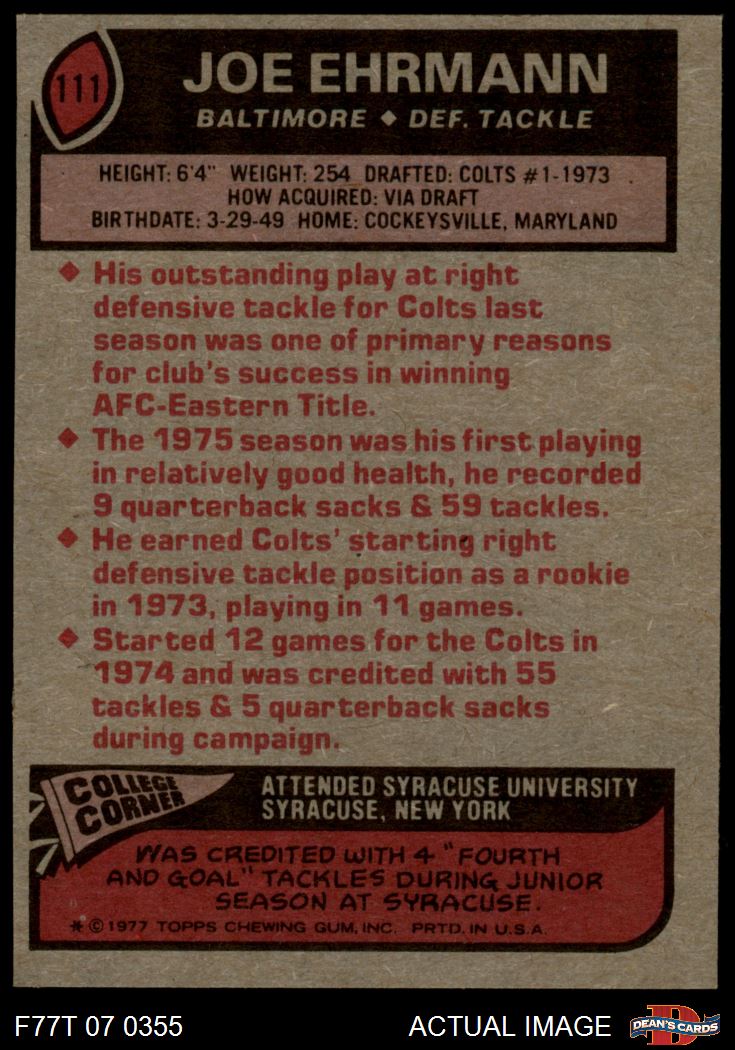 111
JOE EHRMANN
BALTIMORE ◆ DEF. TACKLE
HEIGHT: 6'4" WEIGHT: 254 DRAFTED: COLTS #1-1973
HOW ACQUIRED: VIA DRAFT
BIRTHDATE: 3-29-49 HOME: COCKEYSVILLE, MARYLAND
◆ His outstanding play at right
defensive tackle for Colts last
season was one of primary reasons
for club's success in winning
AFC-Eastern Title.
◆ The 1975 season was his first playing
in relatively good health, he recorded
9 quarterback sacks & 59 tackles.
◆ He earned Colts' starting right
defensive tackle position as a rookie
in 1973, playing in 11 games.
◆ Started 12 games for the Colts in
1974 and was credited with 55
tackles & 5 quarterback sacks
during campaign.
COLLEGE
CORNER
ATTENDED SYRACUSE UNIVERSITY
SYRACUSE, NEW YORK
WAS CREDITED WITH 4 "FOURTH
AND GOAL" TACKLES DURING JUNIOR
SEASON AT SYRACUSE.
* © 1977 TOPPS CHEWING GUM, INC. PRTD. IN U.S.A.
F77T 07 0355
ACTUAL IMAGE
D
DEAN'S CARDS